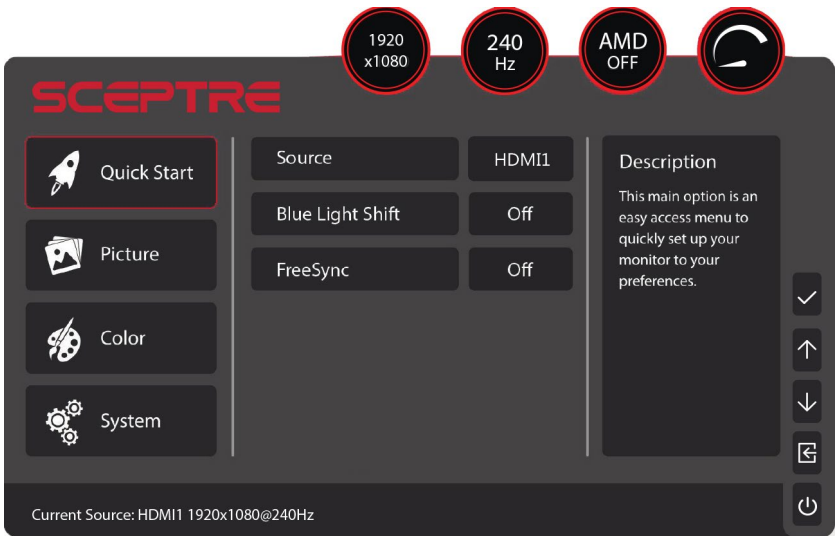 1920
x1080
240
Hz
AMD
OFF
SCEPTRE
Quick Start
Picture
Color
System
Source HDMI1
Blue Light Shift Off
FreeSync Off
Description
This main option is an
easy access menu to
quickly set up your
monitor to your
preferences.
Current Source: HDMI1 1920x1080@240Hz